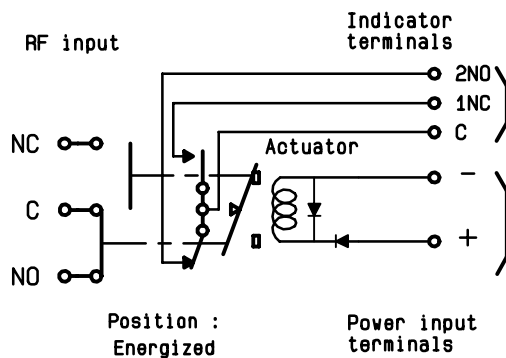 RF input
Indicator
terminals
2NO
1NC
C
Actuator
NC
C
NO
-
+
Position :
Energized
Power input
terminals